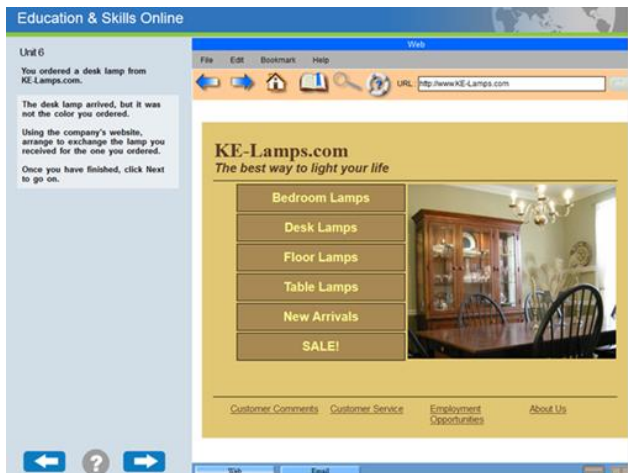 Education & Skills Online
Unit 6
You ordered a desk lamp from
KE-Lamps.com.
The desk lamp arrived, but it was
not the color you ordered.
Using the company's website,
arrange to exchange the lamp you
received for the one you ordered.
Once you have finished, click Next
to go on.
Web
File Edit Bookmark Help
URL: http://www.KE-Lamps.com
KE-Lamps.com
The best way to light your life
Bedroom Lamps
Desk Lamps
Floor Lamps
Table Lamps
New Arrivals
SALE!
Customer Comments Customer Service Employment
Opportunities About Us
Web Email